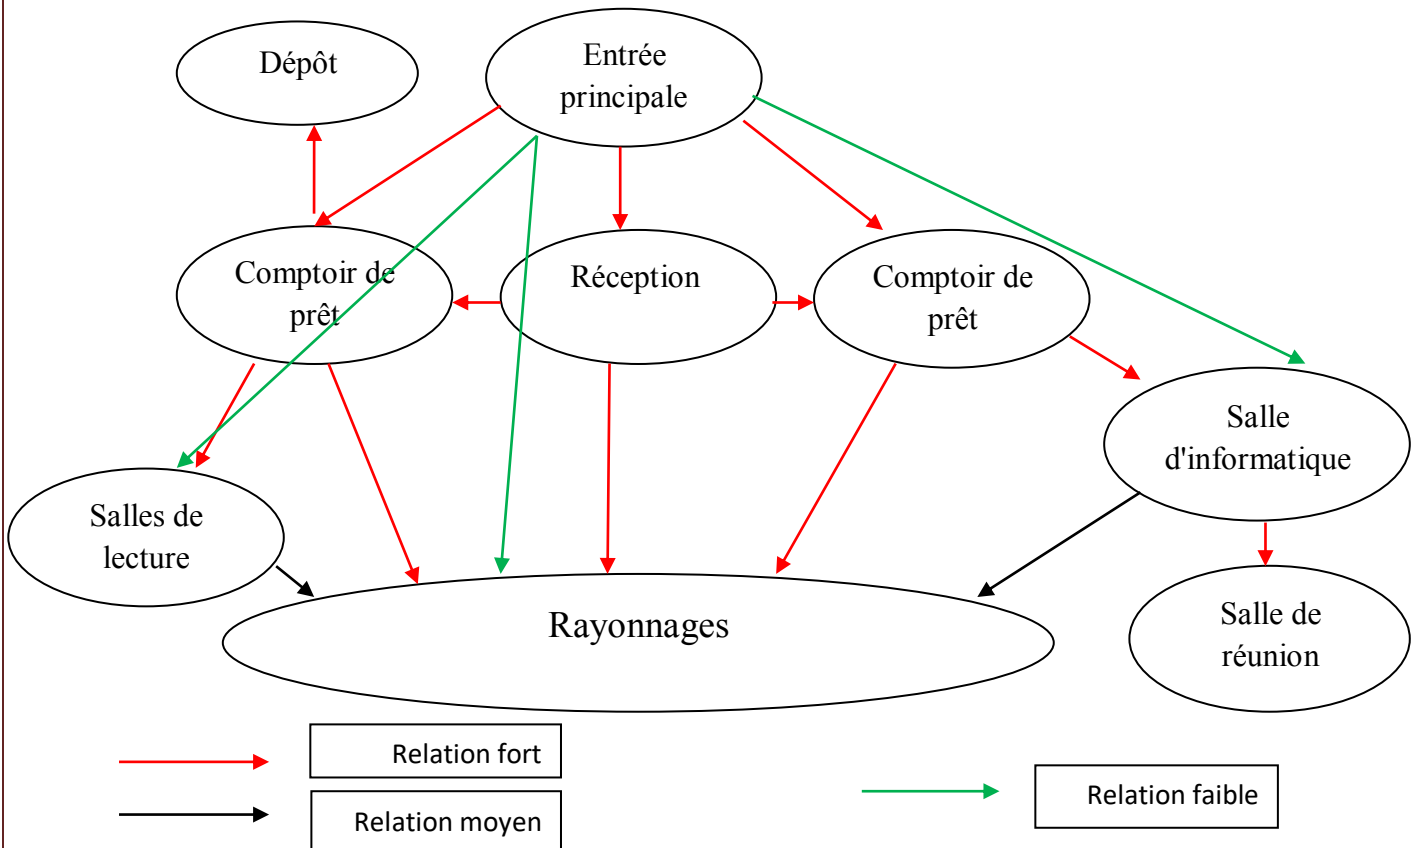 Dépôt
Entrée
principale
Comptoir de
prêt
Réception
Comptoir de
prêt
Salle
d'informatique
Salles de
lecture
Rayonnages
Salle de
réunion
Relation fort
Relation moyen
Relation faible